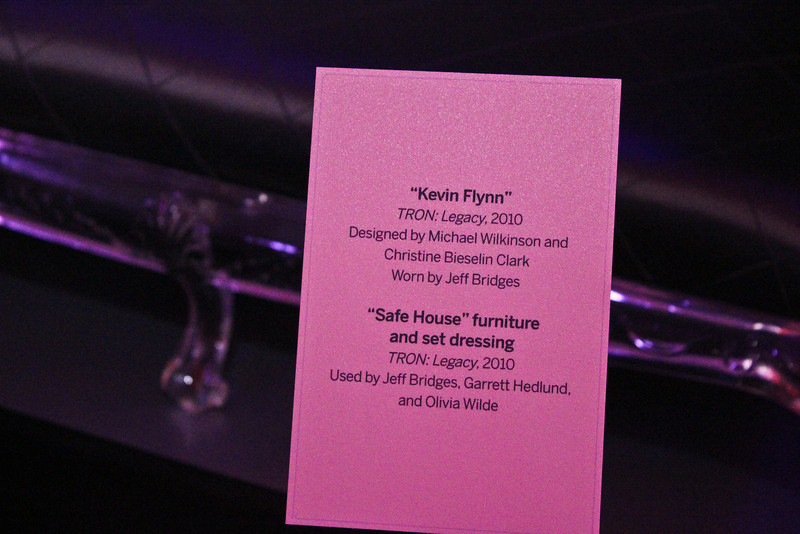 “Kevin Flynn”
TRON: Legacy, 2010
Designed by Michael Wilkinson and
Christine Bieselin Clark
Worn by Jeff Bridges
“Safe House” furniture
and set dressing
TRON: Legacy, 2010
Used by Jeff Bridges, Garrett Hedlund,
and Olivia Wilde